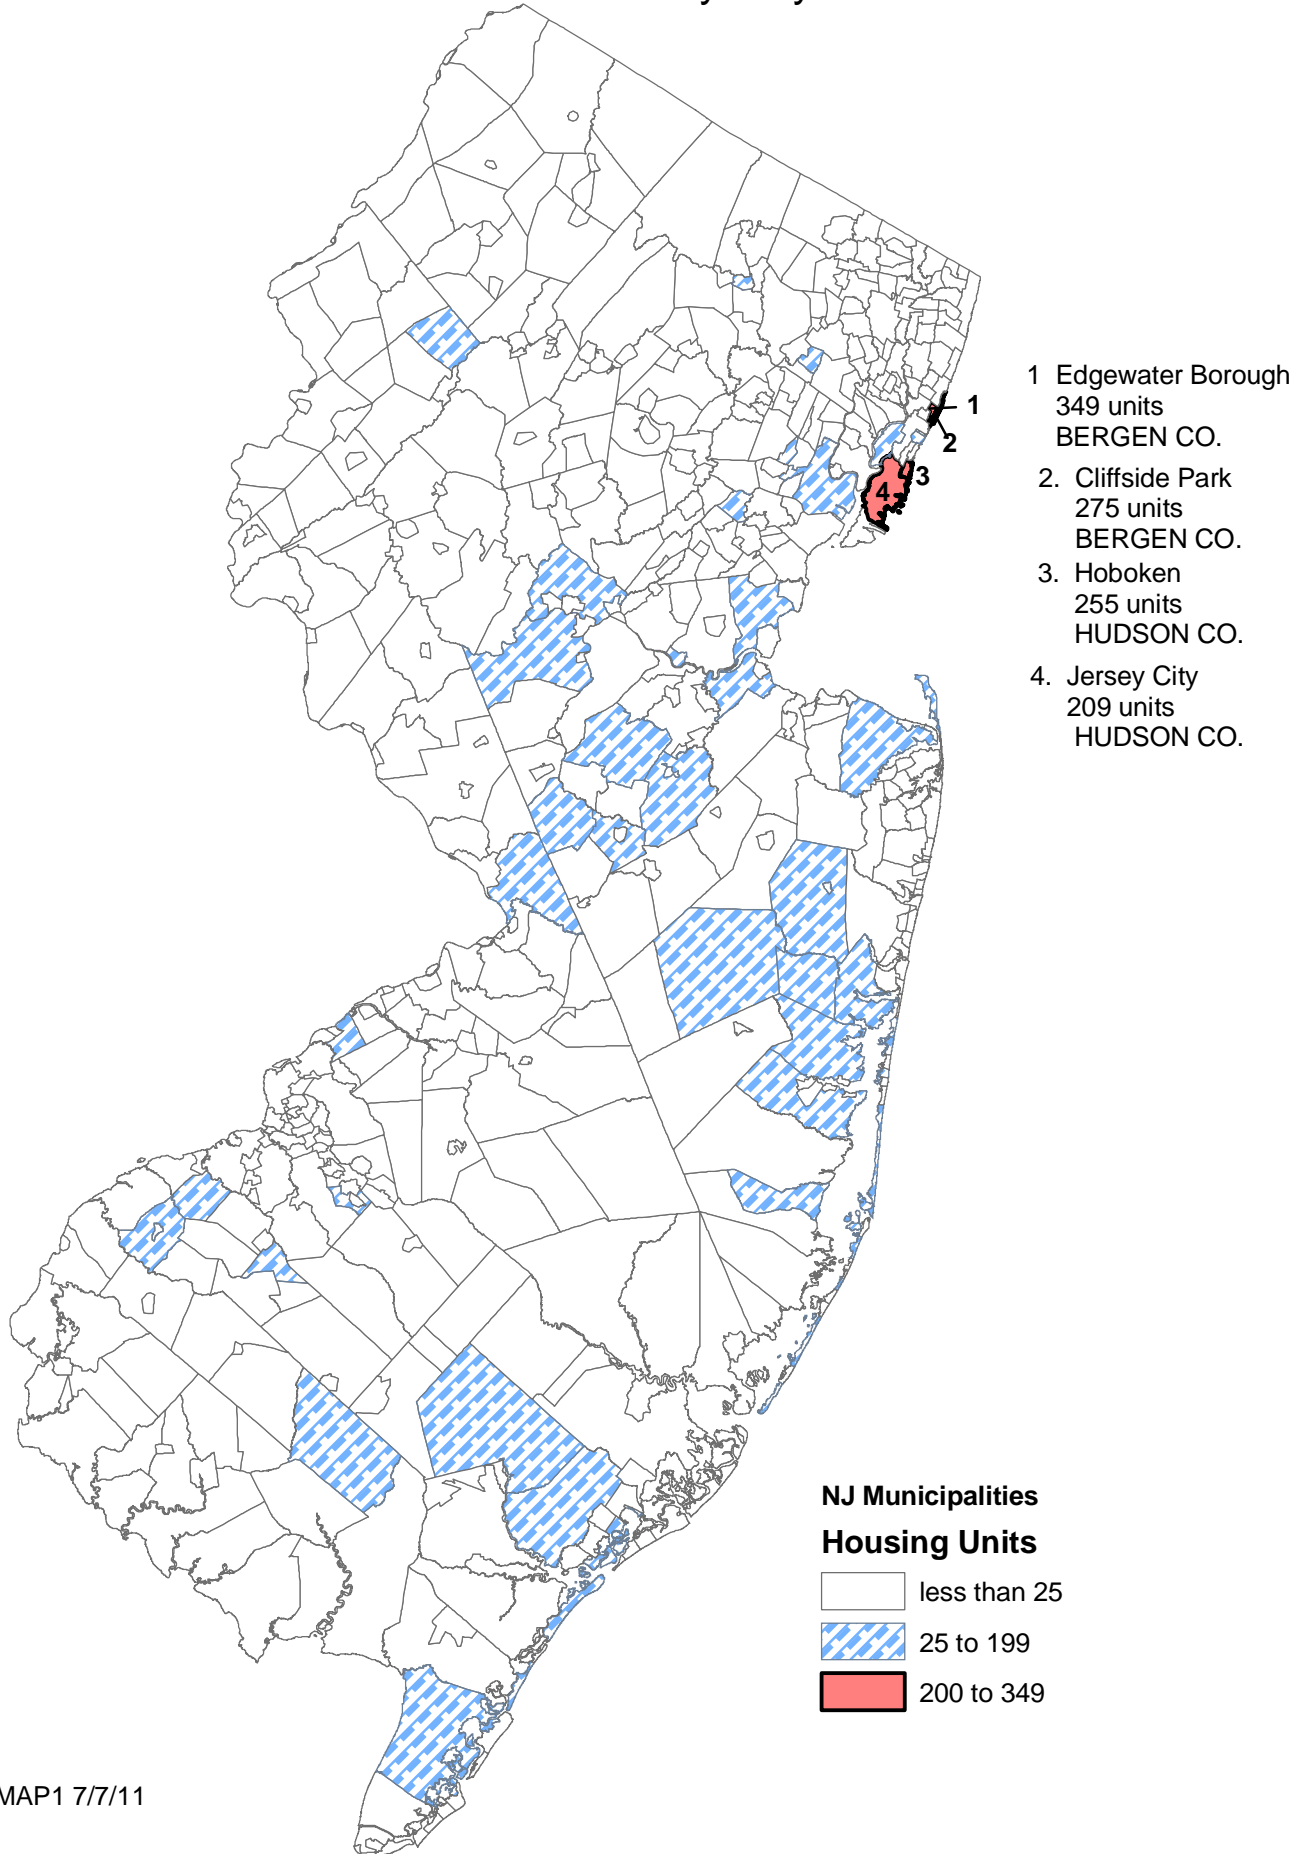 1 Edgewater Borough
349 units
BERGEN CO.
1
2
2. Cliffside Park
275 units
BERGEN CO.
3
4
3. Hoboken
255 units
HUDSON CO.
4. Jersey City
209 units
HUDSON CO.
NJ Municipalities
Housing Units
less than 25
25 to 199
200 to 349
MAP1 7/7/11